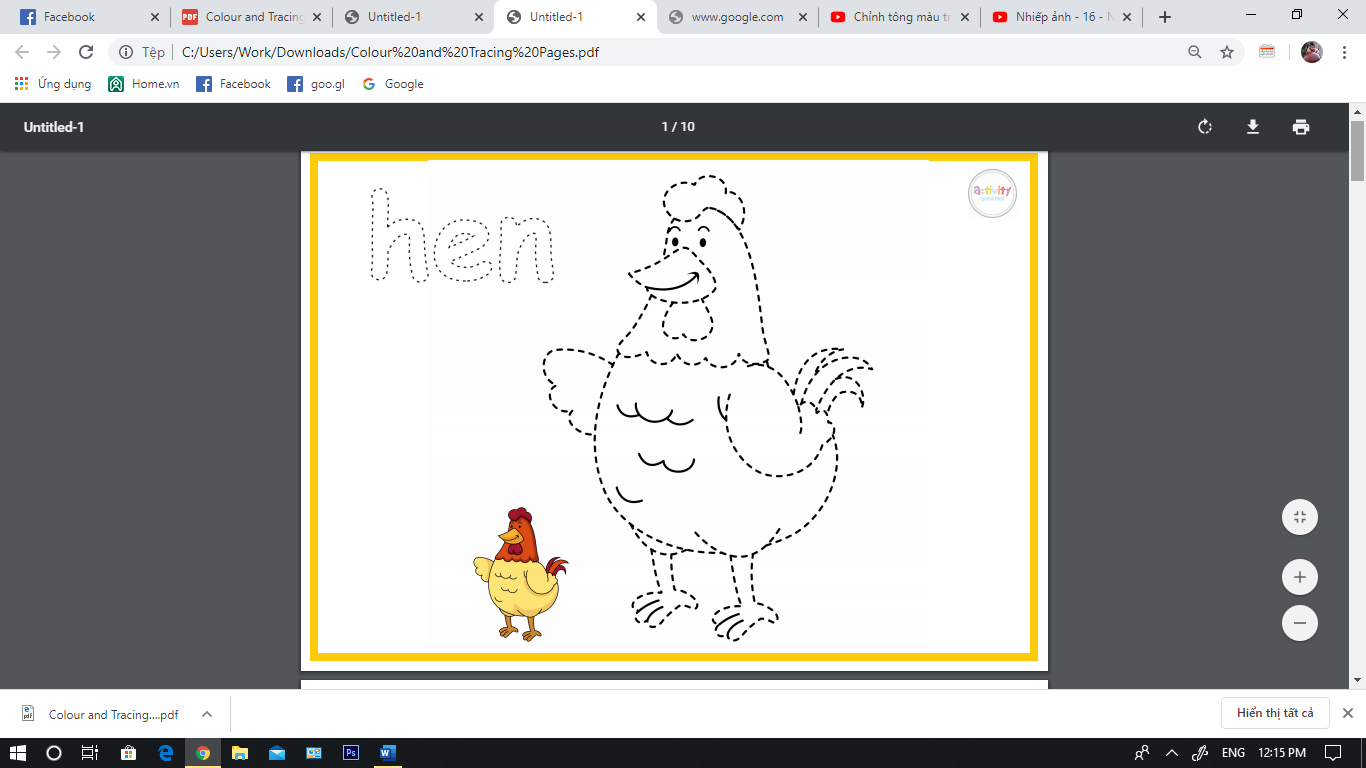 Facebook
Colour and Tracing
Untitled-1
Untitled-1
www.google.com
Chỉnh tông màu tr
Nhiếp ảnh - 16 - N
Tệp
C:/Users/Work/Downloads/Colour%20and%20Tracing%20Pages.pdf
Ứng dụng
Home.vn
Facebook
goo.gl
Google
Untitled-1
1 / 10
hen
activity
Colour and Tracing....pdf
Hiển thị tất cả
ENG
12:15 PM